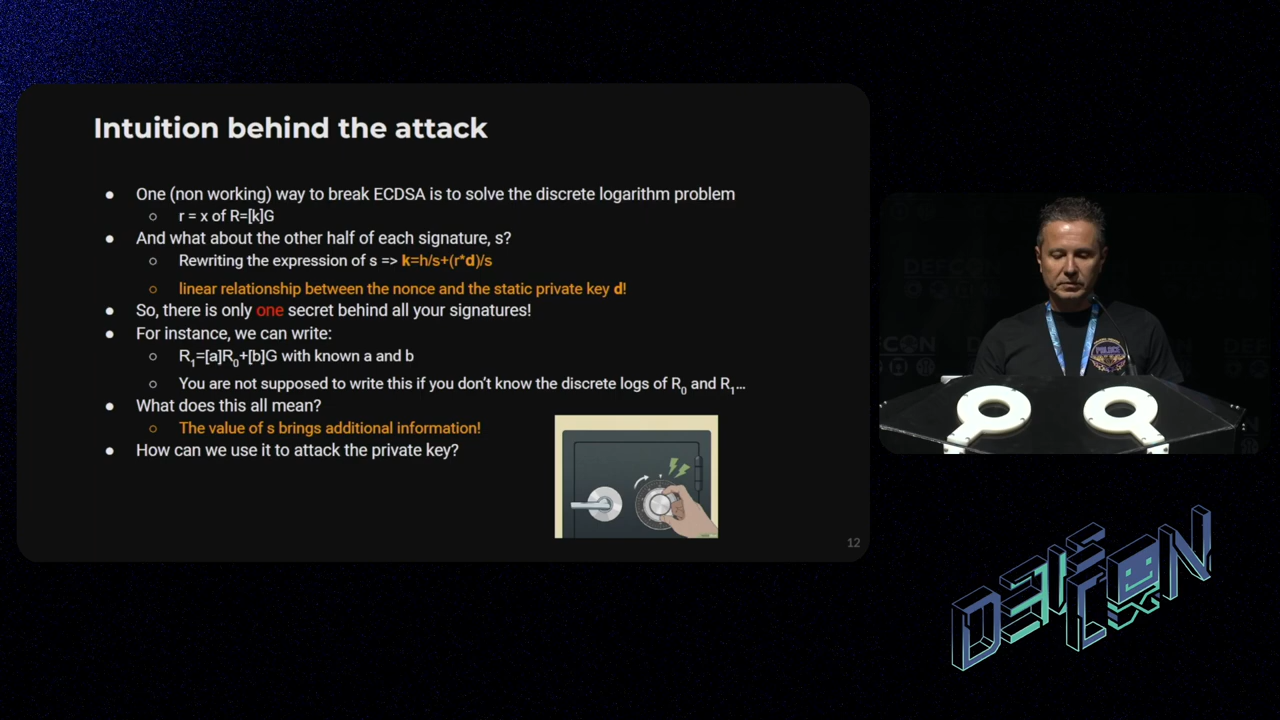 Intuition behind the attack
● One (non working) way to break ECDSA is to solve the discrete logarithm problem
○ r = x of R=[k]G
● And what about the other half of each signature, s?
○ Rewriting the expression of s => k=h/s+(r*d)/s
○ linear relationship between the nonce and the static private key d!
● So, there is only one secret behind all your signatures!
● For instance, we can write:
○ R₁=[a]R₀+[b]G with known a and b
○ You are not supposed to write this if you don't know the discrete logs of R₀ and R₁...
● What does this all mean?
○ The value of s brings additional information!
● How can we use it to attack the private key?
12
DEFCON